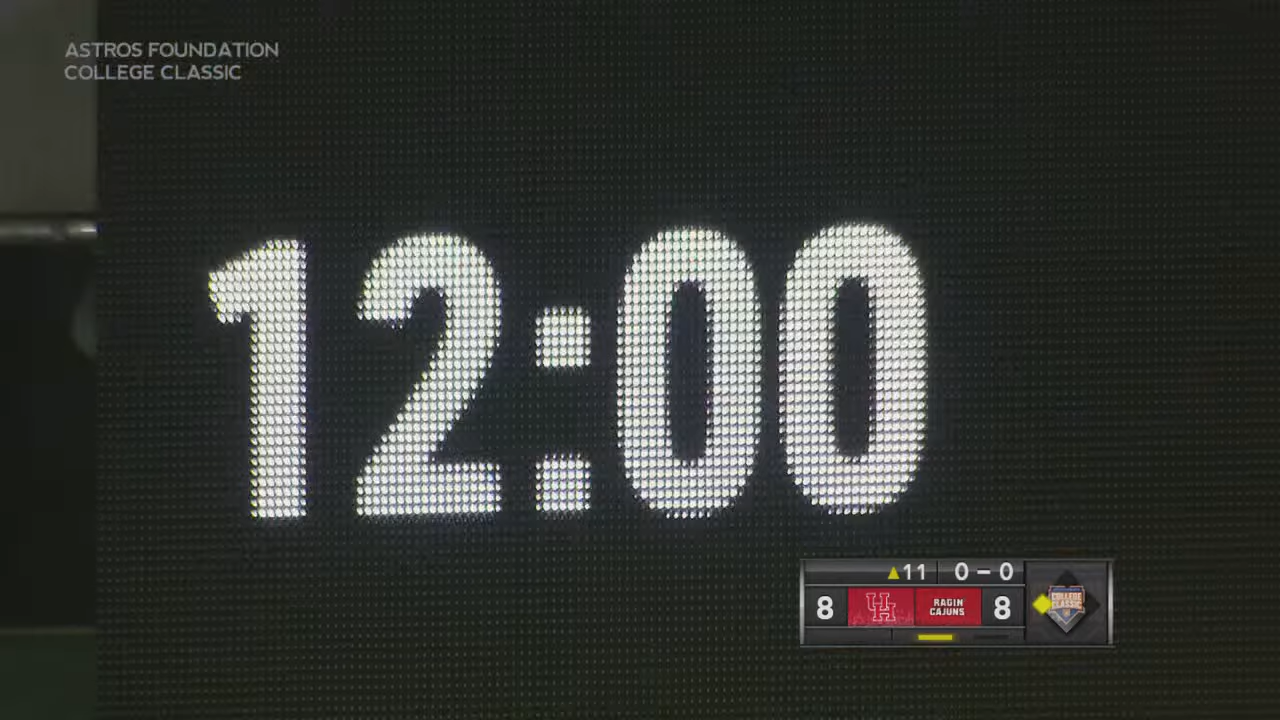 ASTROS FOUNDATION
COLLEGE CLASSIC
12:00
▲11 0 – 0
8 UH RAGIN CAJUNS 8
COLLEGE CLASSIC